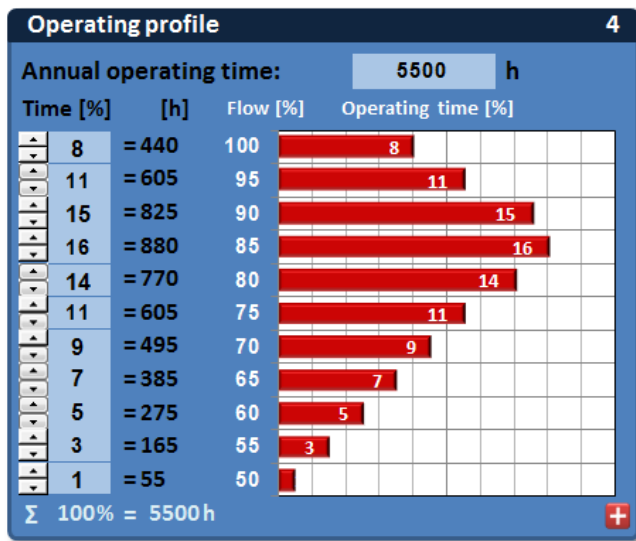 Operating profile 4
Annual operating time: 5500 h
Time [%] [h] Flow [%] Operating time [%]
8 =440 100 8
11 =605 95 11
15 =825 90 15
16 =880 85 16
14 =770 80 14
11 =605 75 11
9 =495 70 9
7 =385 65 7
5 =275 60 5
3 =165 55 3
1 =55 50
Σ 100% = 5500h